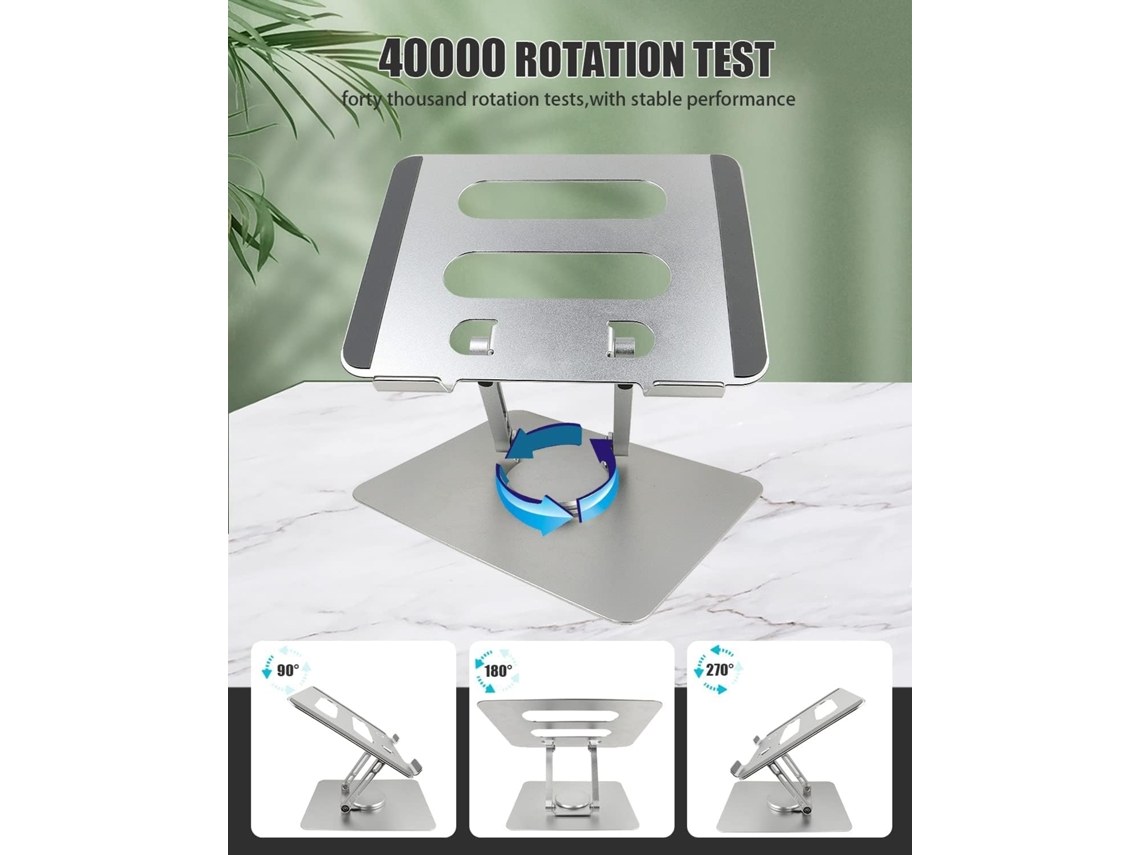 40000 ROTATION TEST
forty thousand rotation tests,with stable performance
90°
180°
270°